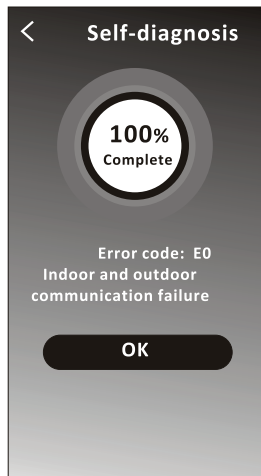 Self-diagnosis
100%
Complete
Error code: E0
Indoor and outdoor
communication failure
OK